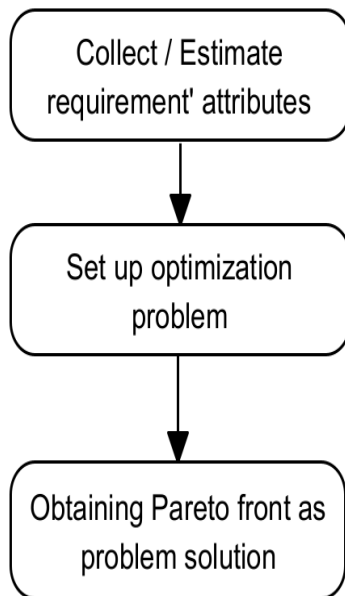 Collect / Estimate
requirement' attributes
Set up optimization
problem
Obtaining Pareto front as
problem solution